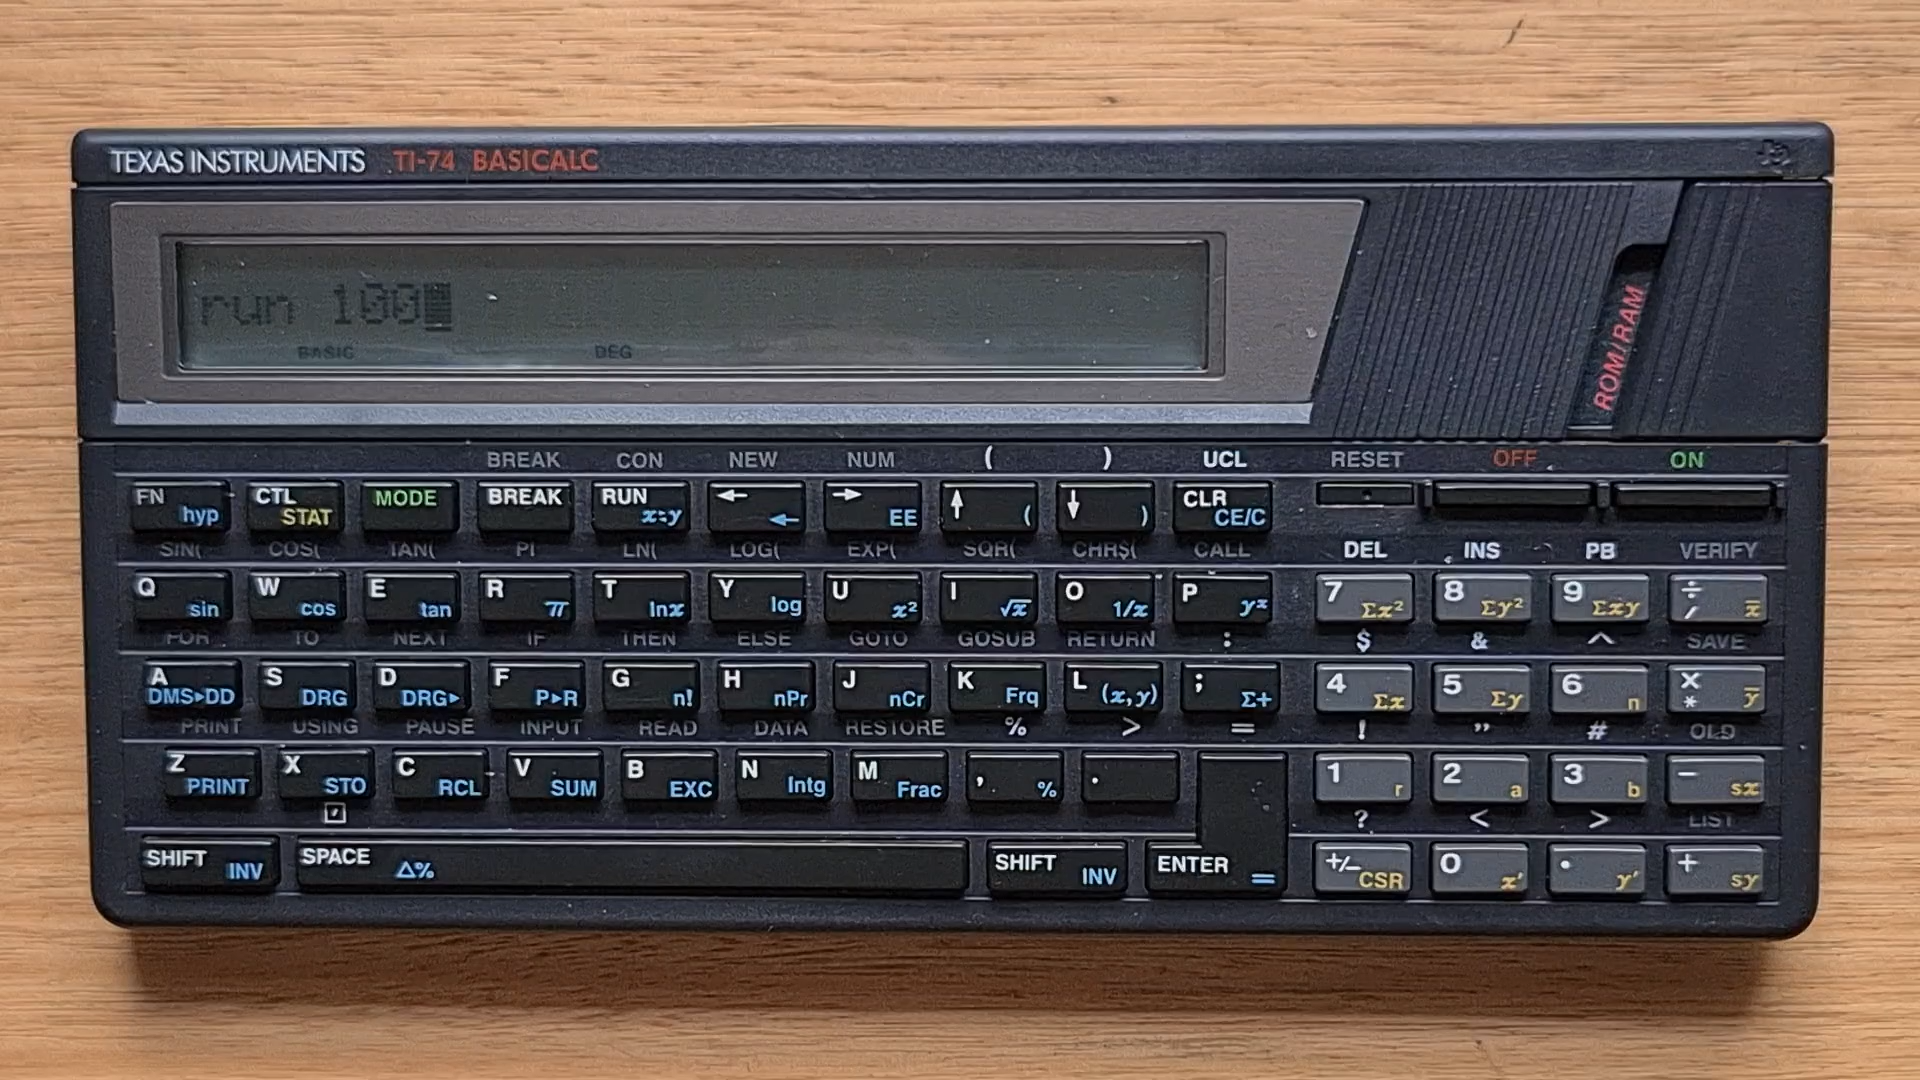 TEXAS INSTRUMENTS TI-74 BASICALC
run 100
BASIC DEG
ROM/RAM
BREAK CON NEW NUM ( ) UCL RESET OFF ON
FN hyp CTL STAT MODE BREAK RUN x:y ← ← → EE ↑ ( ↓ ) CLR CE/C
SIN( COS( TAN( PI LN( LOG( EXP( SQR( CHR$( CALL DEL INS PB VERIFY
Q sin W cos E tan R π T lnx Y log U x² I √x O 1/x P yˣ 7 Σx² 8 Σy² 9 Σxy ÷ / x̅
FOR TO NEXT IF THEN ELSE GOTO GOSUB RETURN : $ & ^ SAVE
A DMS▸DD S DRG D DRG▸ F P▸R G n! H nPr J nCr K Frq L (x,y) ; Σ+ 4 Σx 5 Σy 6 n X * y̅
PRINT USING PAUSE INPUT READ DATA RESTORE % > = ! " # OLD
Z PRINT X STO C RCL V SUM B EXC N Intg M Frac , % . 1 r 2 a 3 b − sx
? < > LIST
SHIFT INV SPACE Δ% SHIFT INV ENTER = +/− CSR 0 x' • y' + sy